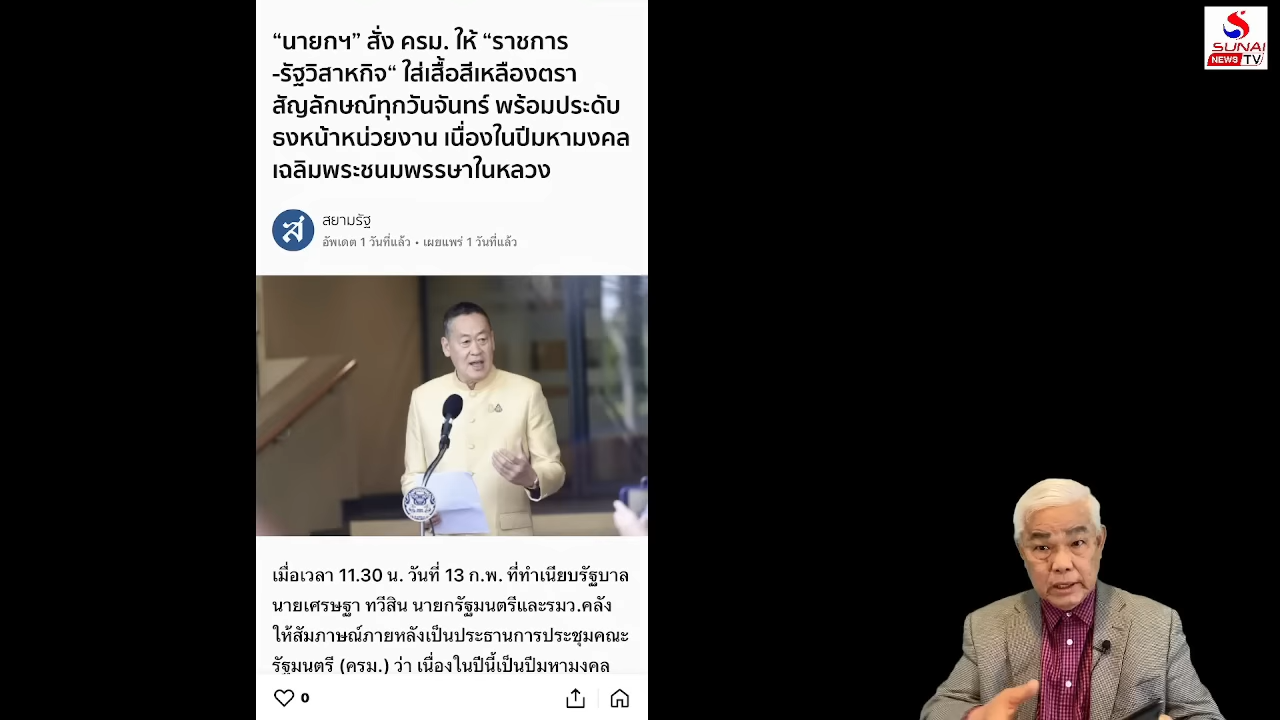 “นายกฯ” สั่ง ครม. ให้ “ราชการ
-รัฐวิสาหกิจ“ ใส่เสื้อสีเหลืองตรา
สัญลักษณ์ทุกวันจันทร์ พร้อมประดับ
ธงหน้าหน่วยงาน เนื่องในปีมหามงคล
เฉลิมพระชนมพรรษาในหลวง
ส
สยามรัฐ
อัพเดต 1 วันที่แล้ว • เผยแพร่ 1 วันที่แล้ว
เมื่อเวลา 11.30 น. วันที่ 13 ก.พ. ที่ทำเนียบรัฐบาล
นายเศรษฐา ทวีสิน นายกรัฐมนตรีและรมว.คลัง
ให้สัมภาษณ์ภายหลังเป็นประธานการประชุมคณะ
รัฐมนตรี (ครม.) ว่า เนื่องในปีนี้เป็นปีมหามงคล
0
SUNAI
NEWS TV